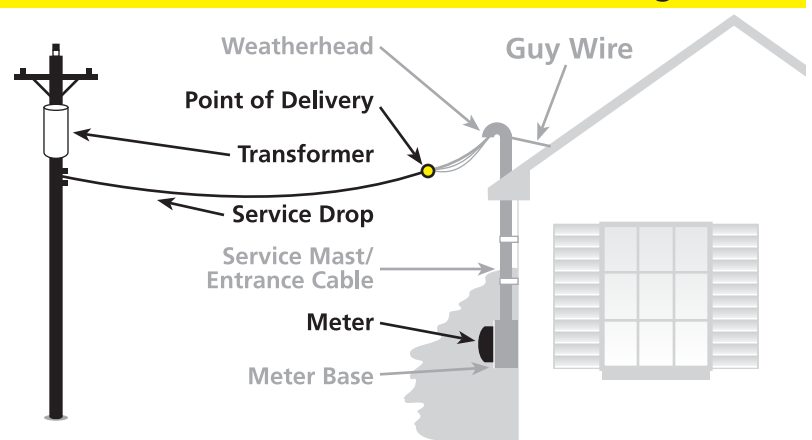 Weatherhead
Guy Wire
Point of Delivery
Transformer
Service Drop
Service Mast/
Entrance Cable
Meter
Meter Base